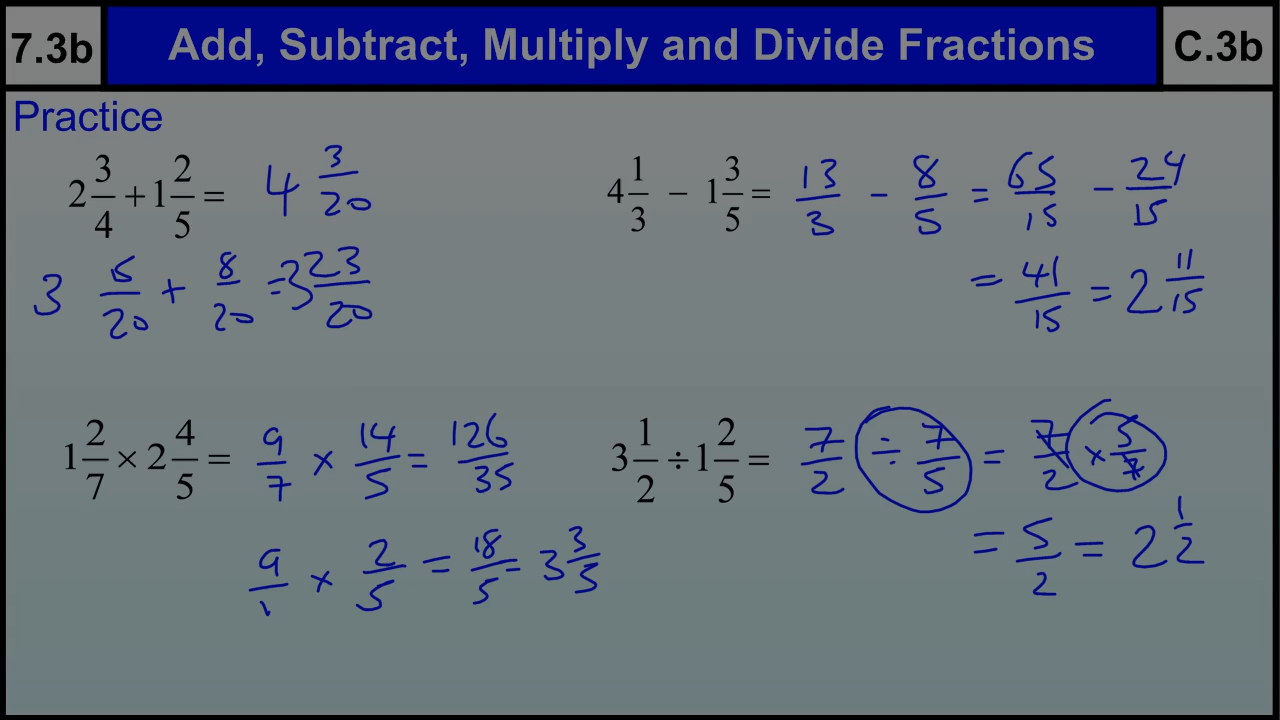 7.3b Add, Subtract, Multiply and Divide Fractions C.3b
Practice
2 3/4 + 1 2/5 = 4 3/20
3 15/20 + 8/20 = 3 23/20
4 1/3 - 1 3/5 = 13/3 - 8/5 = 65/15 - 24/15
= 41/15 = 2 11/15
1 2/7 × 2 4/5 = 9/7 × 14/5 = 126/35
9/1 × 2/5 = 18/5 = 3 3/5
3 1/2 ÷ 1 2/5 = 7/2 ÷ 7/5 = 7/2 × 5/7
= 5/2 = 2 1/2